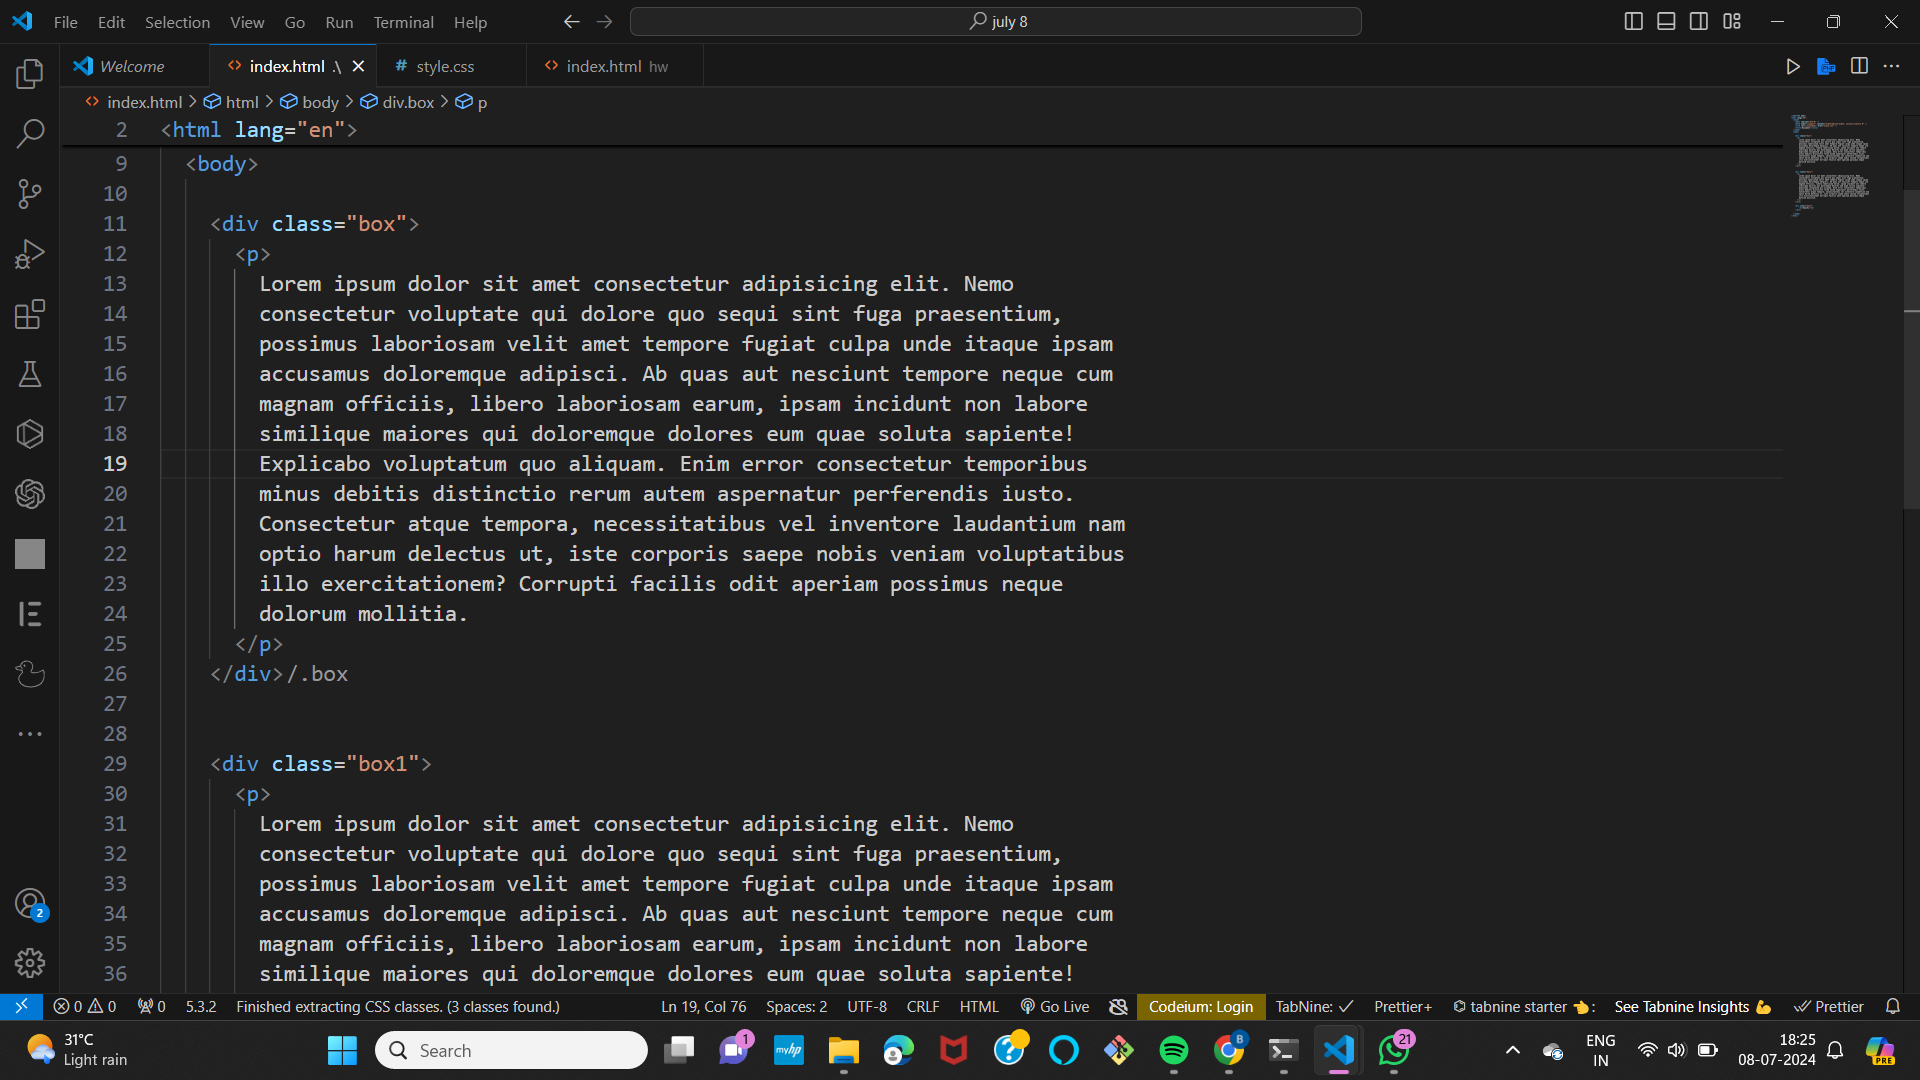 File Edit Selection View Go Run Terminal Help july 8
Welcome index.html .\ style.css index.html hw
index.html > html > body > div.box > p
2 <html lang="en">
9 <body>
10
11 <div class="box">
12 <p>
13 Lorem ipsum dolor sit amet consectetur adipisicing elit. Nemo
14 consectetur voluptate qui dolore quo sequi sint fuga praesentium,
15 possimus laboriosam velit amet tempore fugiat culpa unde itaque ipsam
16 accusamus doloremque adipisci. Ab quas aut nesciunt tempore neque cum
17 magnam officiis, libero laboriosam earum, ipsam incidunt non labore
18 similique maiores qui doloremque dolores eum quae soluta sapiente!
19 Explicabo voluptatum quo aliquam. Enim error consectetur temporibus
20 minus debitis distinctio rerum autem aspernatur perferendis iusto.
21 Consectetur atque tempora, necessitatibus vel inventore laudantium nam
22 optio harum delectus ut, iste corporis saepe nobis veniam voluptatibus
23 illo exercitationem? Corrupti facilis odit aperiam possimus neque
24 dolorum mollitia.
25 </p>
26 </div>/.box
27
28
29 <div class="box1">
30 <p>
31 Lorem ipsum dolor sit amet consectetur adipisicing elit. Nemo
32 consectetur voluptate qui dolore quo sequi sint fuga praesentium,
33 possimus laboriosam velit amet tempore fugiat culpa unde itaque ipsam
34 accusamus doloremque adipisci. Ab quas aut nesciunt tempore neque cum
35 magnam officiis, libero laboriosam earum, ipsam incidunt non labore
36 similique maiores qui doloremque dolores eum quae soluta sapiente!
2
0 0 0 5.3.2 Finished extracting CSS classes. (3 classes found.) Ln 19, Col 76 Spaces: 2 UTF-8 CRLF HTML Go Live Codeium: Login TabNine: Prettier+ tabnine starter : See Tabnine Insights Prettier
31°C
Light rain
Search
1
myhp
B
21
ENG
IN
18:25
08-07-2024
PRE